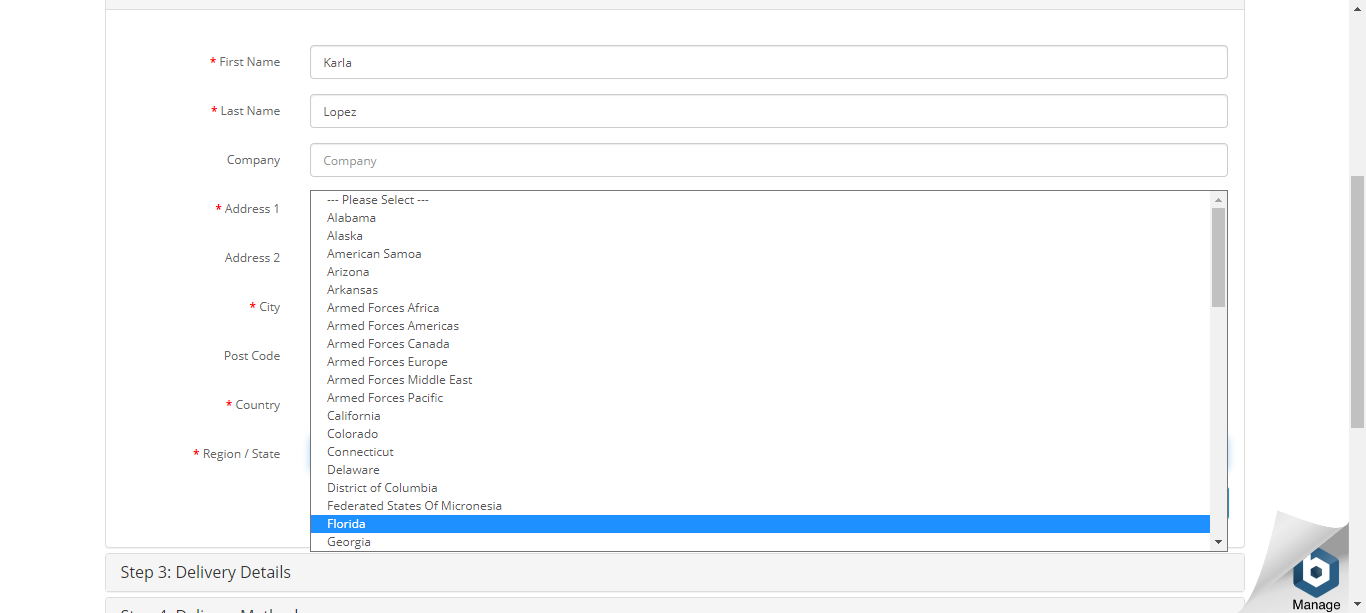 * First Name
Karla
* Last Name
Lopez
Company
Company
* Address 1
Address 2
* City
Post Code
* Country
* Region / State
--- Please Select ---
Alabama
Alaska
American Samoa
Arizona
Arkansas
Armed Forces Africa
Armed Forces Americas
Armed Forces Canada
Armed Forces Europe
Armed Forces Middle East
Armed Forces Pacific
California
Colorado
Connecticut
Delaware
District of Columbia
Federated States Of Micronesia
Florida
Georgia
Step 3: Delivery Details
b
Manage